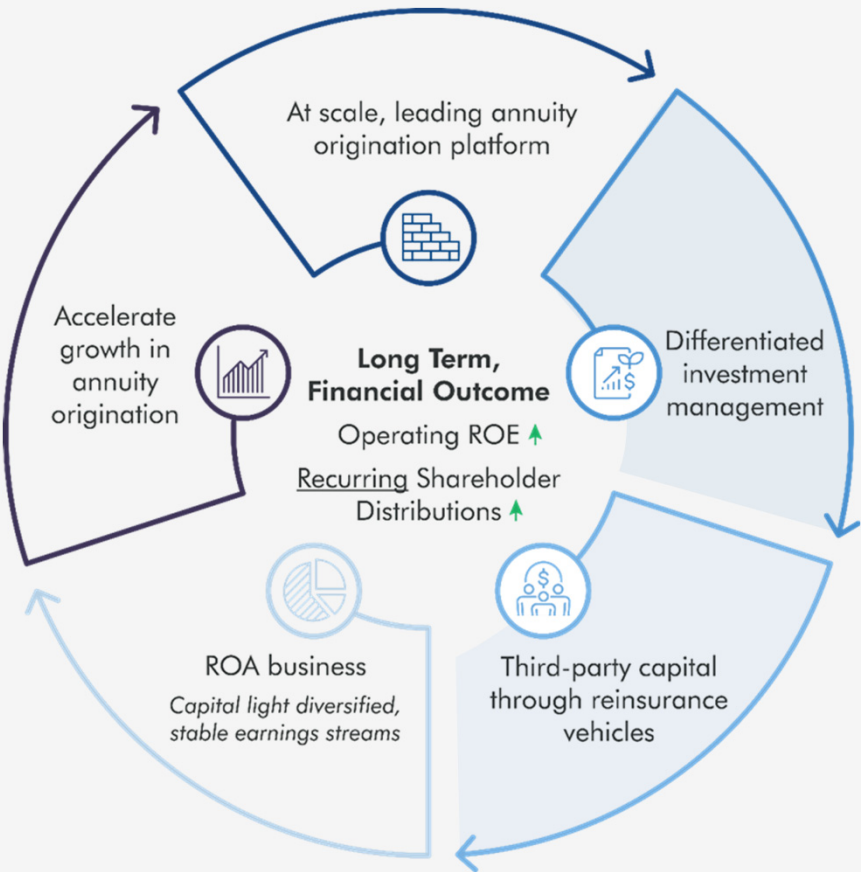 At scale, leading annuity
origination platform
Differentiated
investment
management
Third-party capital
through reinsurance
vehicles
ROA business
Capital light diversified,
stable earnings streams
Accelerate
growth in
annuity
origination
Long Term,
Financial Outcome
Operating ROE
Recurring Shareholder
Distributions
$
$